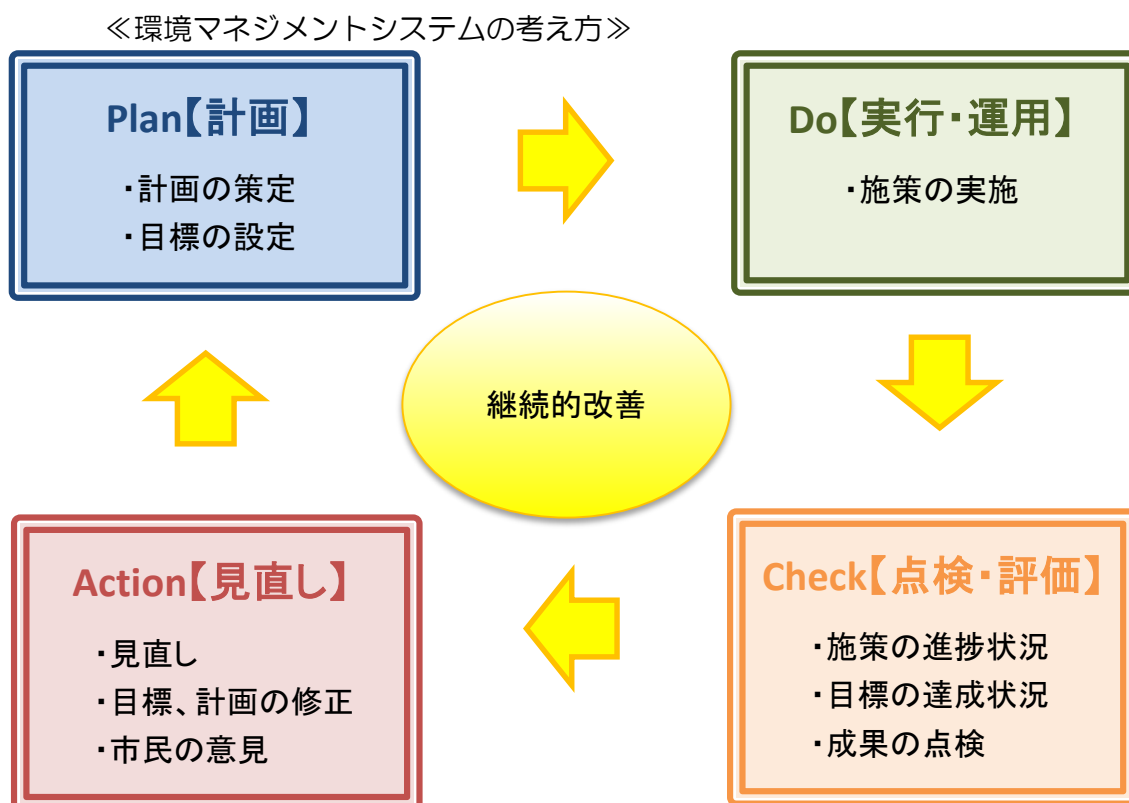 ≪環境マネジメントシステムの考え方≫
Plan【計画】
・計画の策定
・目標の設定
Do【実行・運用】
・施策の実施
継続的改善
Action【見直し】
・見直し
・目標、計画の修正
・市民の意見
Check【点検・評価】
・施策の進捗状況
・目標の達成状況
・成果の点検